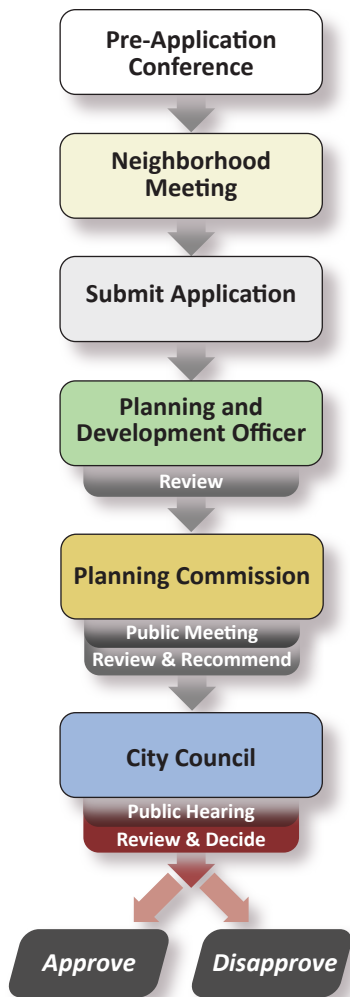 Pre-Application
Conference
Neighborhood
Meeting
Submit Application
Planning and
Development Officer
Review
Planning Commission
Public Meeting
Review & Recommend
City Council
Public Hearing
Review & Decide
Approve
Disapprove